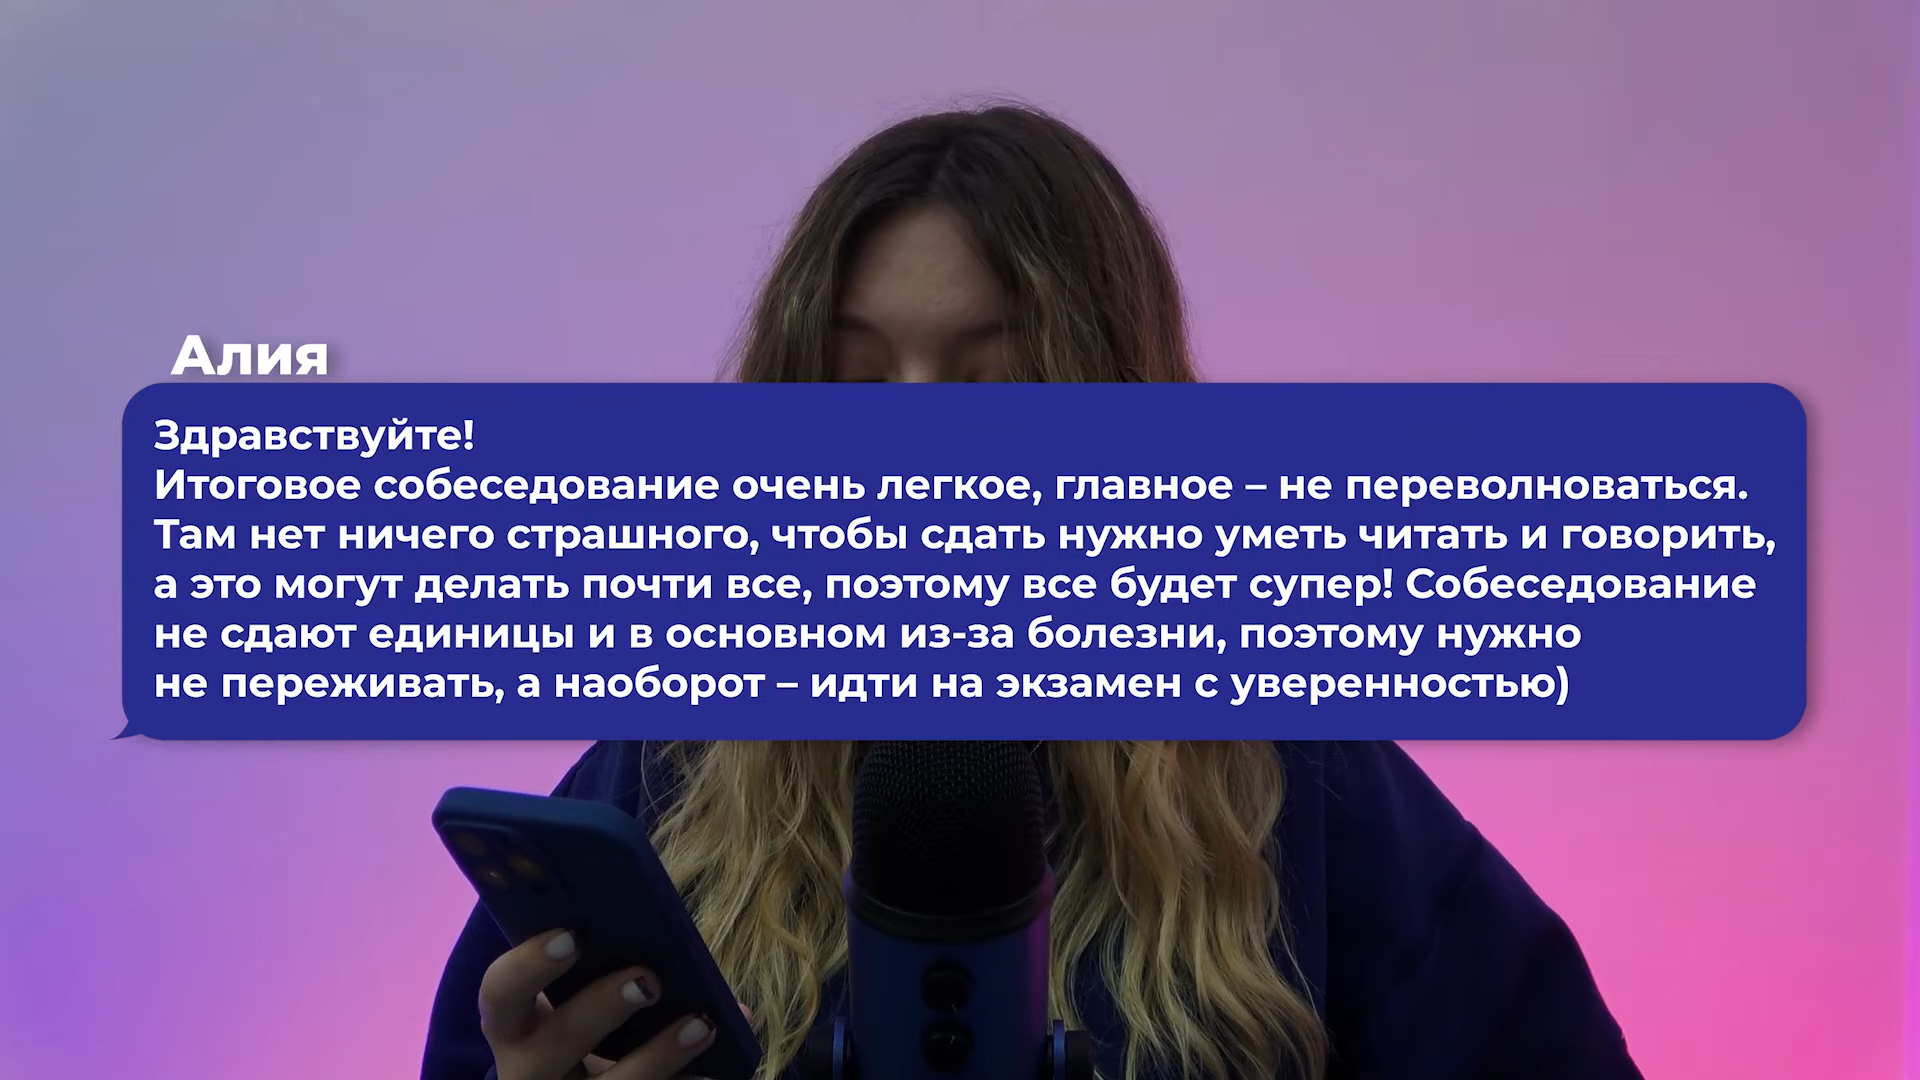 Алия
Здравствуйте!
Итоговое собеседование очень легкое, главное – не переволноваться.
Там нет ничего страшного, чтобы сдать нужно уметь читать и говорить,
а это могут делать почти все, поэтому все будет супер! Собеседование
не сдают единицы и в основном из-за болезни, поэтому нужно
не переживать, а наоборот – идти на экзамен с уверенностью)